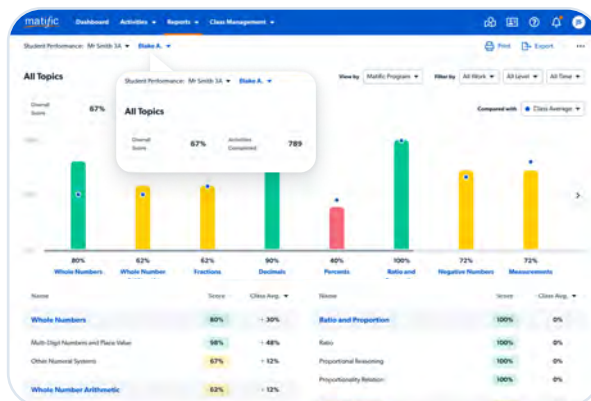 matific Dashboard Activities Reports Class Management
Student Performance: Mr Smith 3A Blake A. Print Export
All Topics View by Matific Program Filter by All Work All Level All Time
Overall Score 67% Compared with Class Average
Student Performance: Mr Smith 3A Blake A.
All Topics
Overall Score 67% Activities Completed 789
80% 62% 62% 90% 40% 100% 72% 72%
Whole Numbers Whole Number Fractions Decimals Percents Ratio and Negative Numbers Measurements
Name Score Class Avg. Name Score Class Avg.
Whole Numbers 80% 30% Ratio and Proportion 100% 0%
Multi-Digit Numbers and Place Value 98% 48% Ratio 100% 0%
Other Numeral Systems 67% 12% Proportional Reasoning 100% 0%
Proportionality Relation 100% 0%
Whole Number Arithmetic 62% 12%